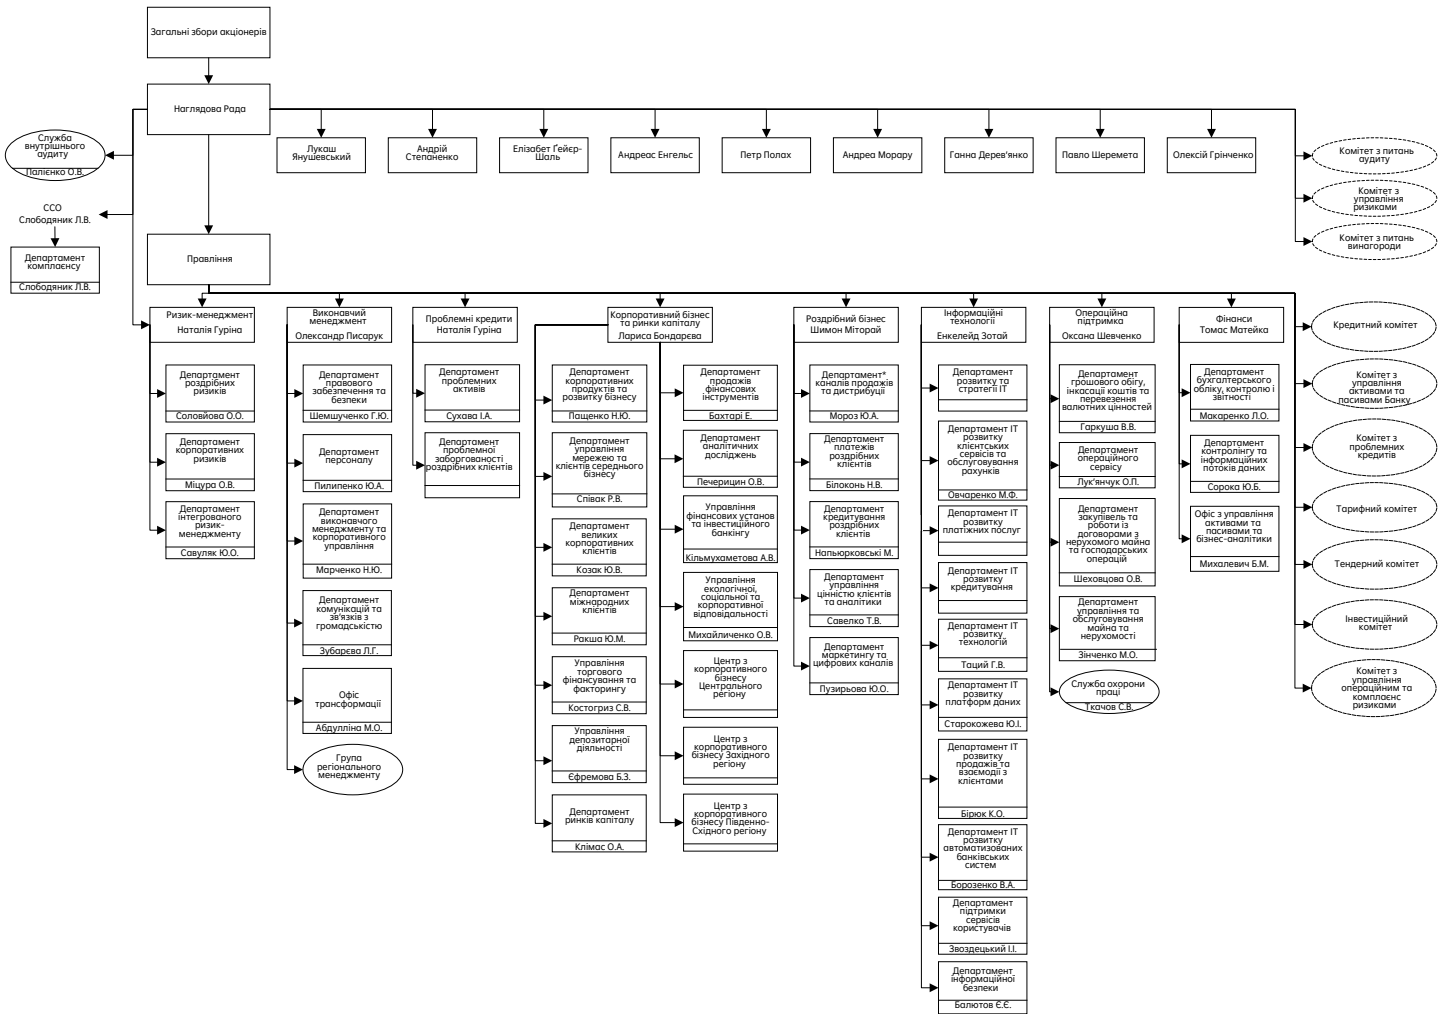 Загальні збори акціонерів
Наглядова Рада
Служба
внутрішнього
аудиту
Палієнко О.В.
ССО
Слободяник Л.В.
Департамент
комплаєнсу
Слободяник Л.В.
Лукаш
Янушевський
Андрій
Степаненко
Елізабет Ґейєр-
Шаль
Андреас Енгельс
Петр Полах
Андреа Морару
Ганна Дерев'янко
Павло Шеремета
Олексій Грінченко
Комітет з питань
аудиту
Комітет з
управління
ризиками
Комітет з питань
винагороди
Правління
Ризик-менеджмент
Наталія Гуріна
Департамент
роздрібних
ризиків
Соловйова О.О.
Департамент
корпоративних
ризиків
Міцура О.В.
Департамент
інтегрованого
ризик-
менеджменту
Савуляк Ю.О.
Виконавчий
менеджмент
Олександр Писарук
Департамент
правового
забезпечення та
безпеки
Шемшученко Г.Ю.
Департамент
персоналу
Пилипенко Ю.А.
Департамент
виконавчого
менеджменту та
корпоративного
управління
Марченко Н.Ю.
Департамент
комунікацій та
зв'язків з
громадськістю
Зубарєва Л.Г.
Офіс
трансформації
Абдулліна М.О.
Група
регіонального
менеджменту
Проблемні кредити
Наталія Гуріна
Департамент
проблемних
активів
Сухава І.А.
Департамент
проблемної
заборгованості
роздрібних клієнтів
Корпоративний бізнес
та ринки капіталу
Лариса Бондарєва
Департамент
корпоративних
продуктів та
розвитку бізнесу
Пащенко Н.Ю.
Департамент
управління
мережею та
клієнтів середнього
бізнесу
Співак Р.В.
Департамент
великих
корпоративних
клієнтів
Козак Ю.В.
Департамент
міжнародних
клієнтів
Ракша Ю.М.
Управління
торгового
фінансування та
факторингу
Костогриз С.В.
Управління
депозитарної
діяльності
Єфремова Б.З.
Департамент
ринків капіталу
Клімас О.А.
Департамент
продажів
фінансових
інструментів
Бахтарі Е.
Департамент
аналітичних
досліджень
Печерицин О.В.
Управління
фінансових установ
та інвестиційного
банкінгу
Кільмухаметова А.В.
Управління
екологічної,
соціальної та
корпоративної
відповідальності
Михайличенко О.В.
Центр з
корпоративного
бізнесу
Центрального
регіону
Центр з
корпоративного
бізнесу Західного
регіону
Центр з
корпоративного
бізнесу Південно-
Східного регіону
Роздрібний бізнес
Шимон Міторай
Департамент*
каналів продажів
та дистрибуції
Мороз Ю.А.
Департамент
платежів
роздрібних
клієнтів
Білоконь Н.В.
Департамент
кредитування
роздрібних
клієнтів
Напьюрковські М.
Департамент
управління
цінністю клієнтів
та аналітики
Савелко Т.В.
Департамент
маркетингу та
цифрових каналів
Пузирьова Ю.О.
Інформаційні
технології
Енкелейд Зотай
Департамент
розвитку та
стратегії ІТ
Департамент ІТ
розвитку
клієнтських
сервісів та
обслуговування
рахунків
Овчаренко М.Ф.
Департамент ІТ
розвитку
платіжних послуг
Департамент ІТ
розвитку
кредитування
Департамент ІТ
розвитку
технологій
Тацій Г.В.
Департамент ІТ
розвитку
платформ даних
Старокожева Ю.І.
Департамент ІТ
розвитку
продажів та
взаємодії з
клієнтами
Бірюк К.О.
Департамент ІТ
розвитку
автоматизованих
банківських
систем
Борозенко В.А.
Департамент
підтримки
сервісів
користувачів
Звоздецький І.І.
Департамент
інформаційної
безпеки
Балютов Є.Є.
Операційна
підтримка
Оксана Шевченко
Департамент
грошового обігу,
інкасації коштів та
перевезення
валютних цінностей
Гаркуша В.В.
Департамент
операційного
сервісу
Лук'янчук О.П.
Департамент
закупівель та
роботи із
договорами з
нерухомого майна
та господарських
операцій
Шеховцова О.В.
Департамент
управління та
обслуговування
майна та
нерухомості
Зінченко М.О.
Служба охорони
праці
Ткачов С.В.
Фінанси
Томас Матейка
Департамент
бухгалтерського
обліку, контролю і
звітності
Макаренко Л.О.
Департамент
контролінгу та
інформаційних
потоків даних
Сорока Ю.Б.
Офіс з управління
активами та
пасивами та
бізнес-аналітики
Михалевич Б.М.
Кредитний комітет
Комітет з
управління
активами та
пасивами Банку
Комітет з
проблемних
кредитів
Тарифний комітет
Тендерний комітет
Інвестиційний
комітет
Комітет з
управління
операційним та
комплаєнс
ризиками